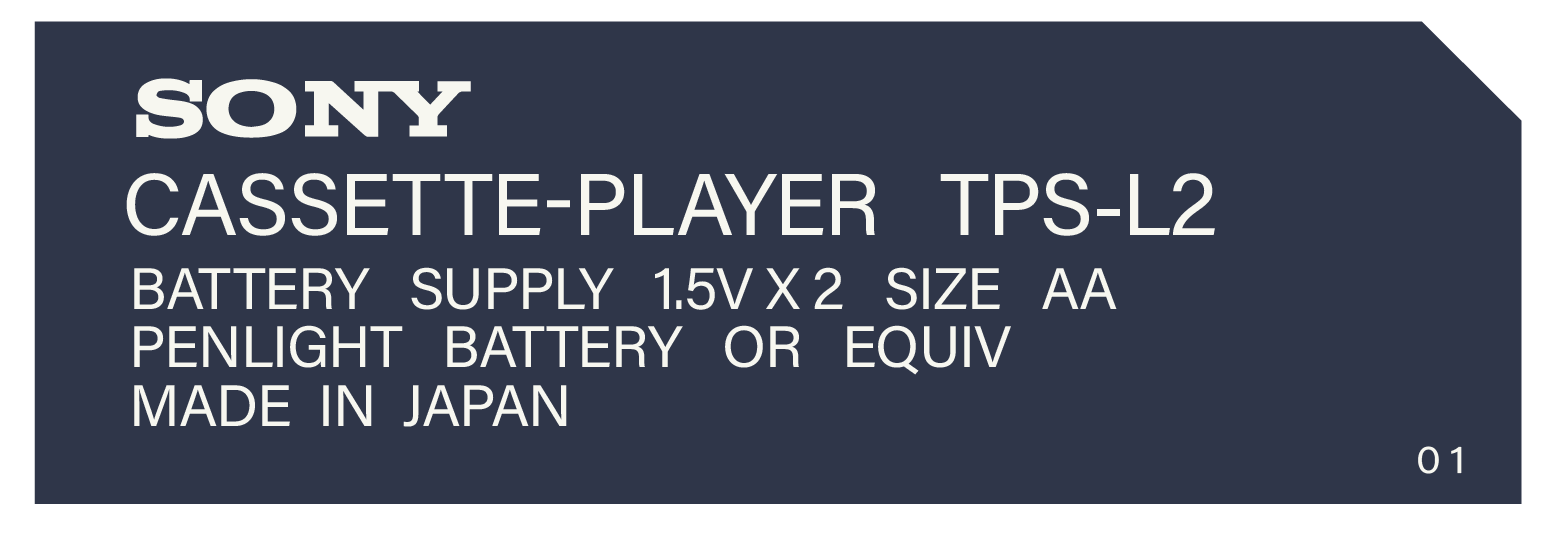 SONY
CASSETTE-PLAYER TPS-L2
BATTERY SUPPLY 1.5V X 2 SIZE AA
PENLIGHT BATTERY OR EQUIV
MADE IN JAPAN
01